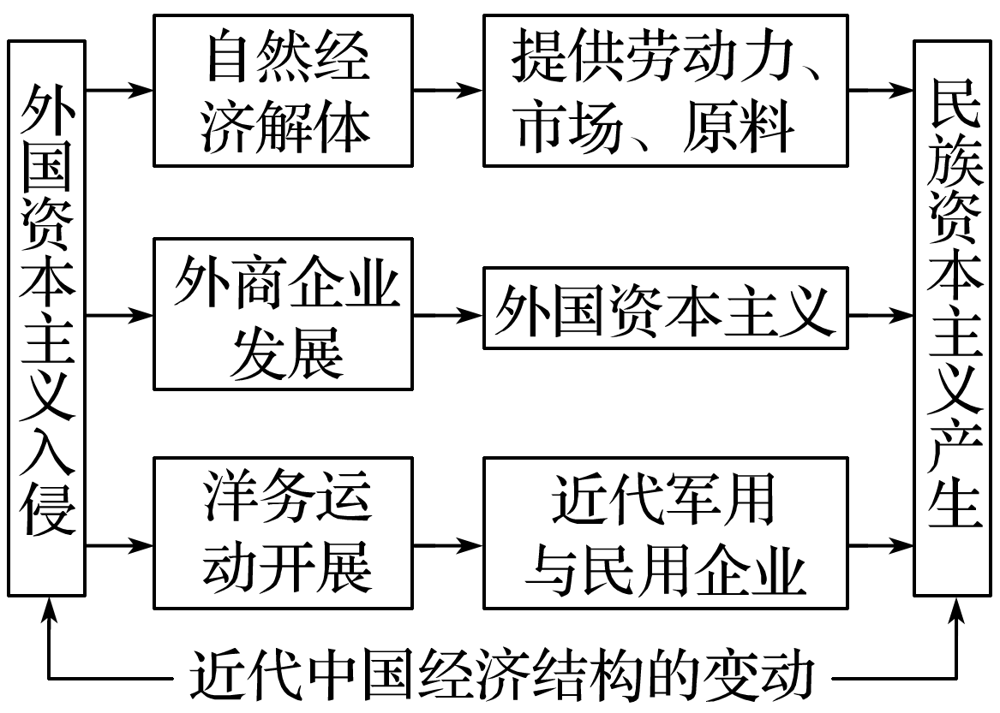 外国资本主义入侵
自然经
济解体
提供劳动力、
市场、原料
外商企业
发展
外国资本主义
洋务运
动开展
近代军用
与民用企业
民族资本主义产生
近代中国经济结构的变动